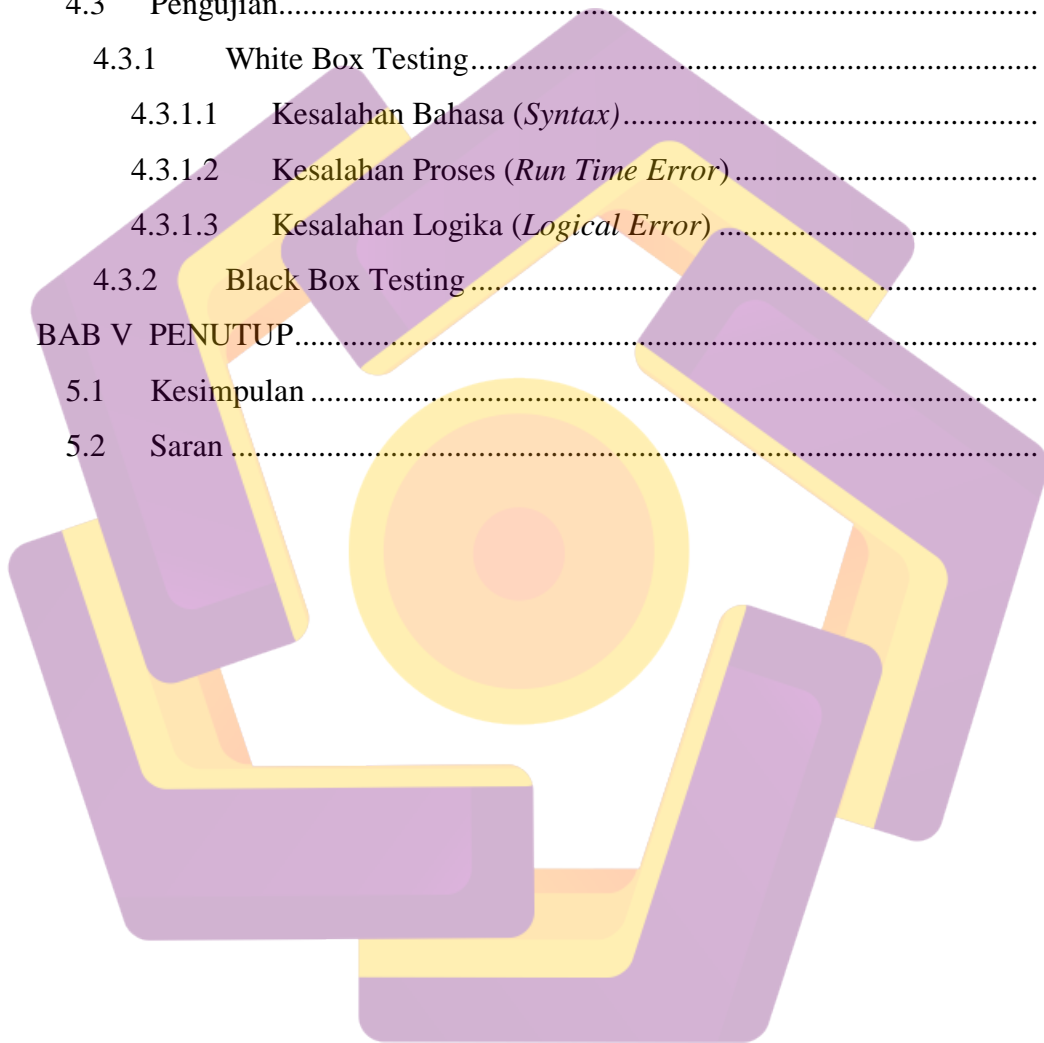 4.3 Pengujian....................................................................................................
4.3.1 White Box Testing............................................................................
4.3.1.1 Kesalahan Bahasa (Syntax)........................................................
4.3.1.2 Kesalahan Proses (Run Time Error)..........................................
4.3.1.3 Kesalahan Logika (Logical Error)............................................
4.3.2 Black Box Testing............................................................................
BAB V PENUTUP..................................................................................................
5.1 Kesimpulan................................................................................................
5.2 Saran..........................................................................................................